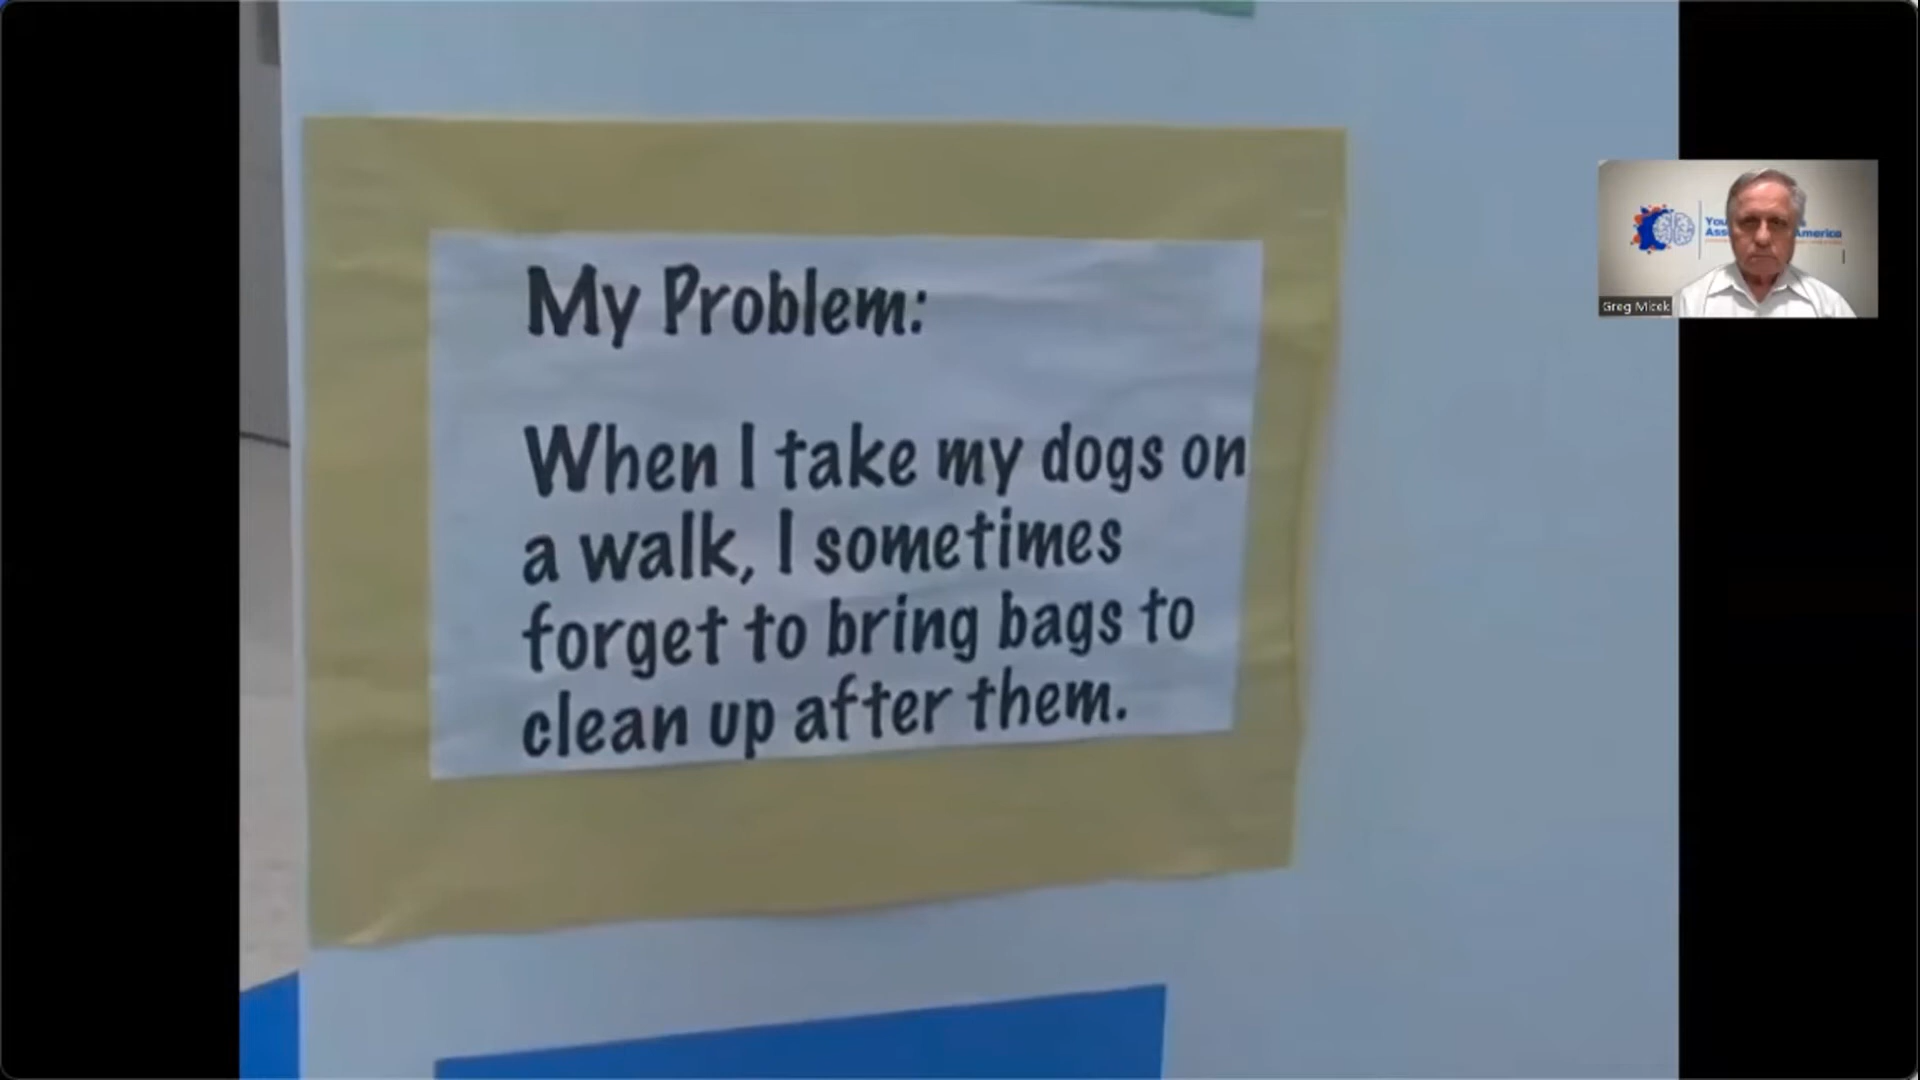 My Problem:
When I take my dogs on
a walk, I sometimes
forget to bring bags to
clean up after them.
Greg Micek
America